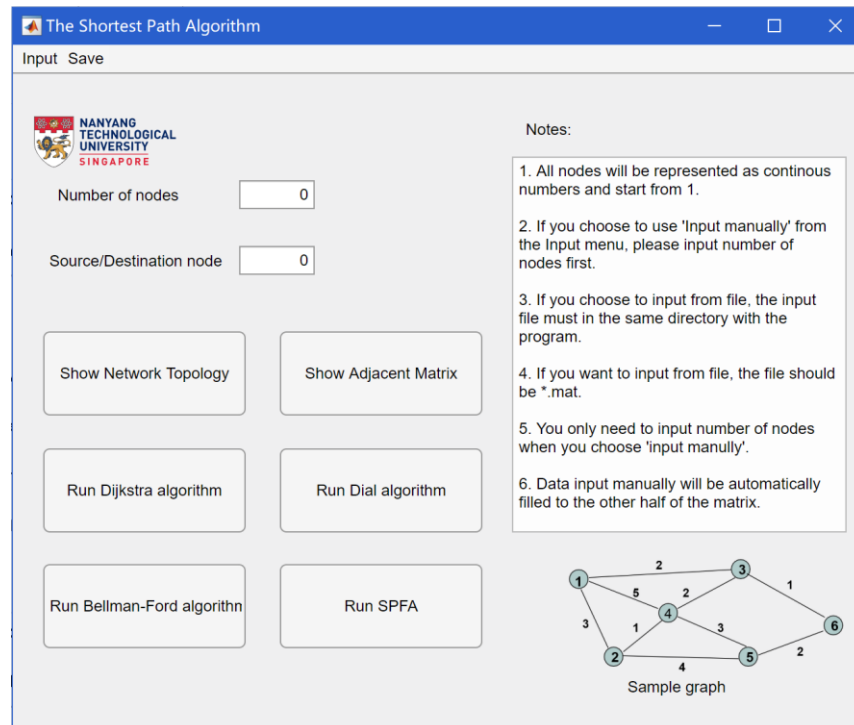 The Shortest Path Algorithm
Input Save
NANYANG
TECHNOLOGICAL
UNIVERSITY
SINGAPORE
Number of nodes 0
Source/Destination node 0
Show Network Topology
Show Adjacent Matrix
Run Dijkstra algorithm
Run Dial algorithm
Run Bellman-Ford algorithn
Run SPFA
Notes:
1. All nodes will be represented as continous
numbers and start from 1.
2. If you choose to use 'Input manually' from
the Input menu, please input number of
nodes first.
3. If you choose to input from file, the input
file must in the same directory with the
program.
4. If you want to input from file, the file should
be *.mat.
5. You only need to input number of nodes
when you choose 'input manully'.
6. Data input manually will be automatically
filled to the other half of the matrix.
2
3
1
1
5
2
4
3
1
3
6
2
5
2
4
Sample graph